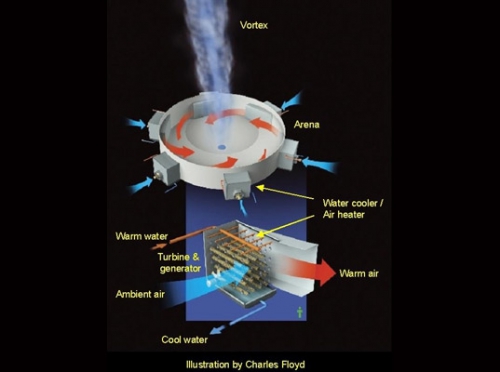 Vortex
Arena
Water cooler /
Air heater
Warm water
Turbine &
generator
Warm air
Ambient air
Cool water
Illustration by Charles Floyd